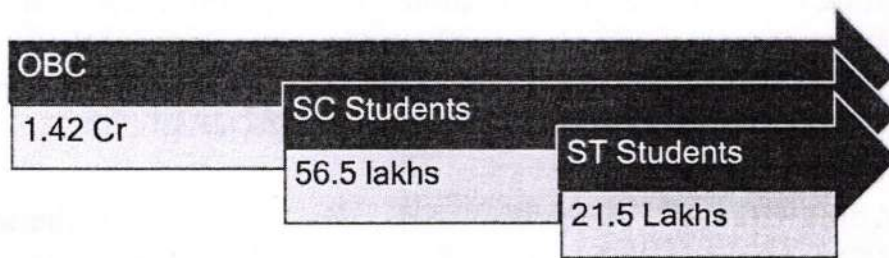 OBC
1.42 Cr
SC Students
56.5 lakhs
ST Students
21.5 Lakhs